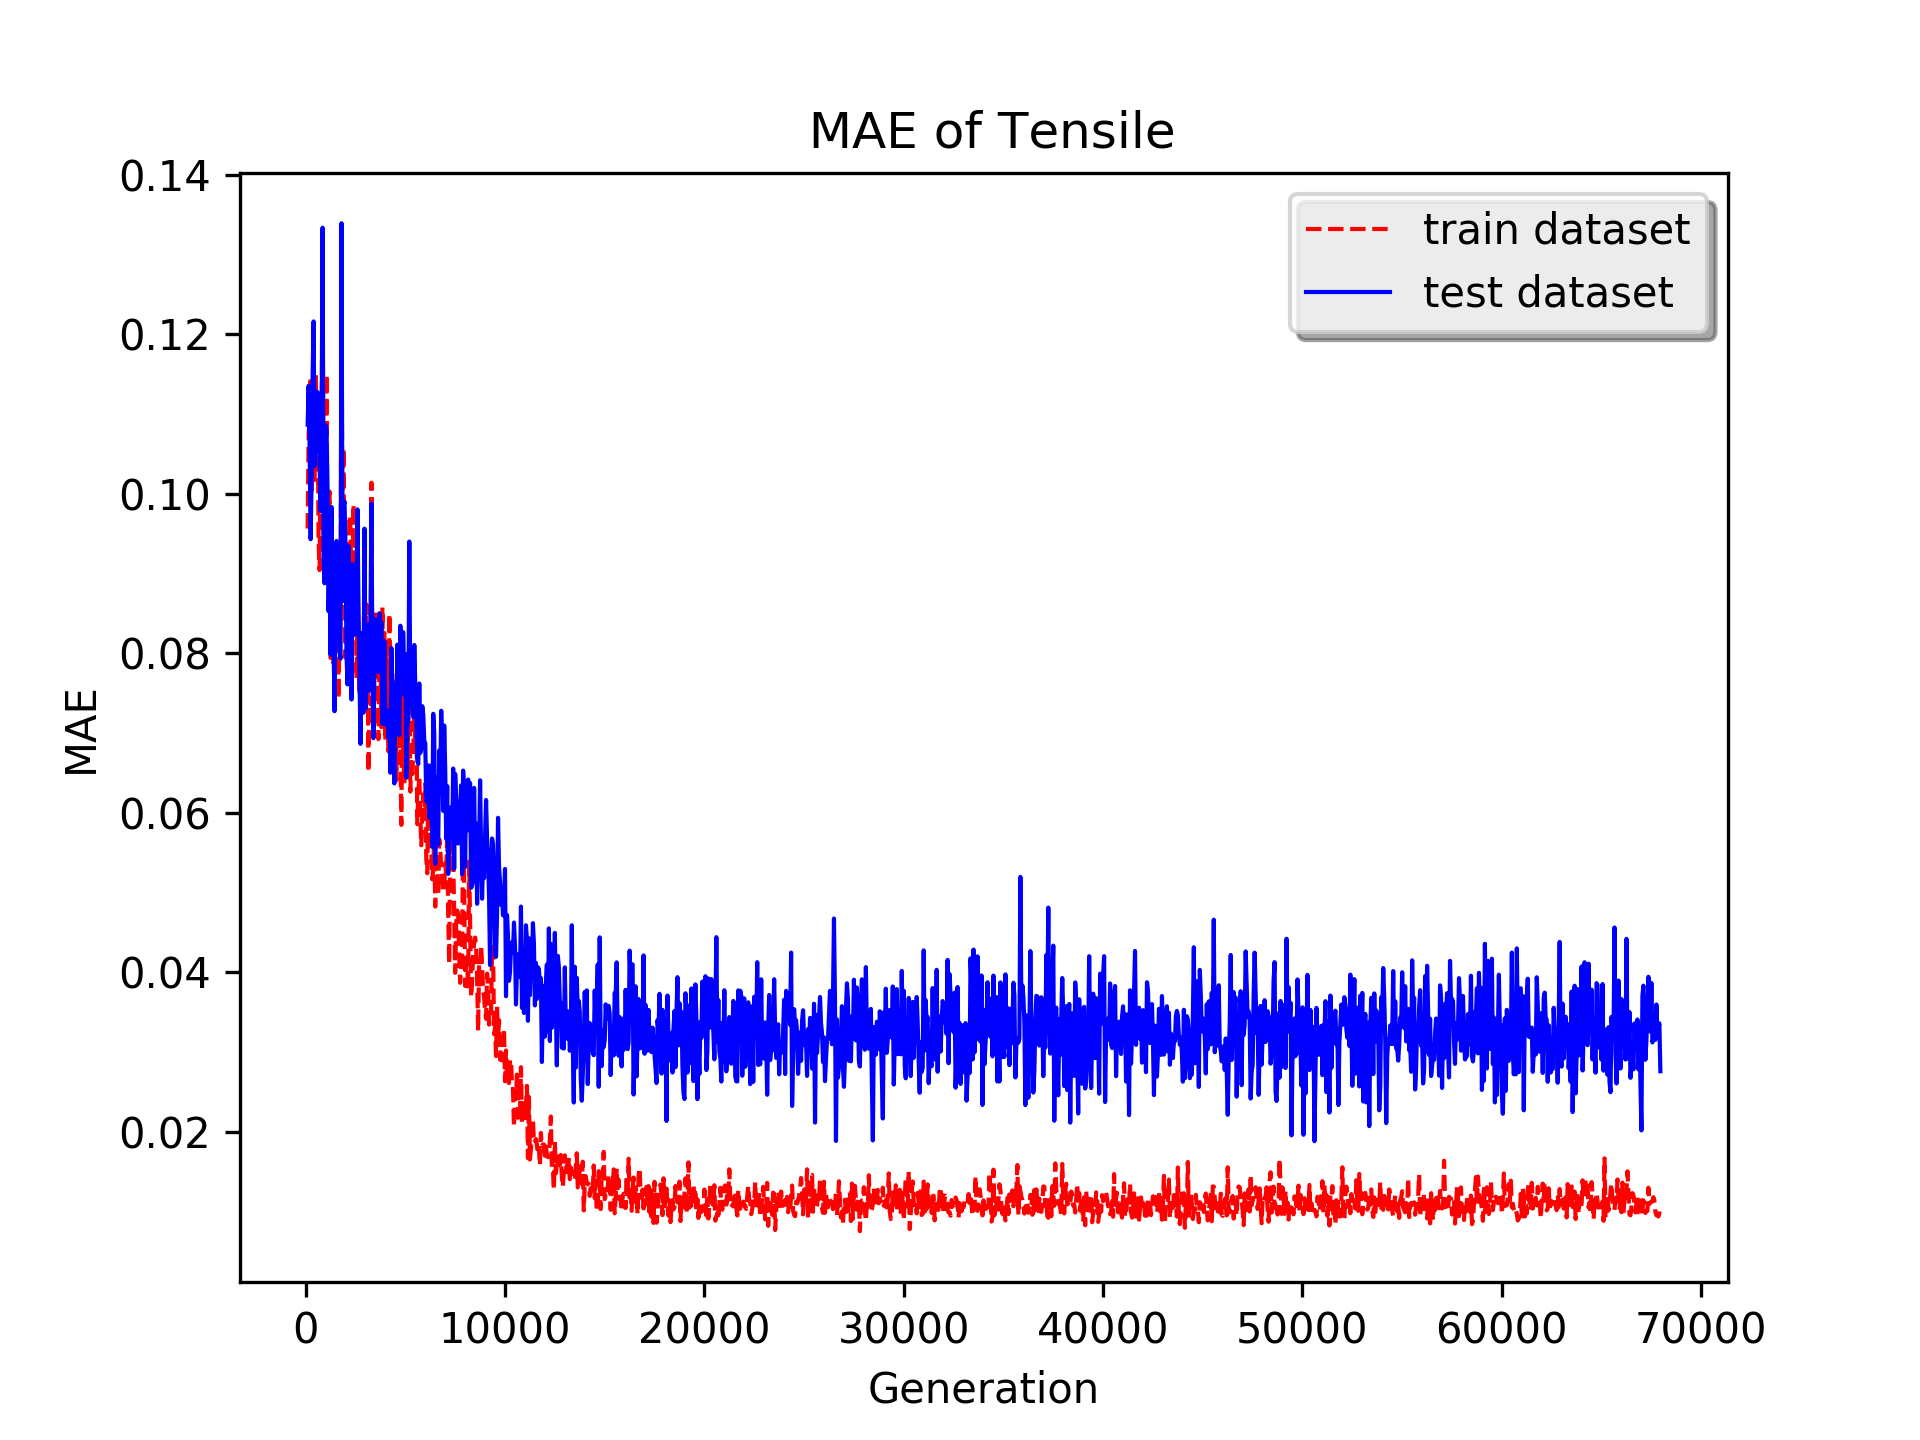 MAE of Tensile
0.14
0.12
0.10
0.08
0.06
0.04
0.02
MAE
train dataset
test dataset
0 10000 20000 30000 40000 50000 60000 70000
Generation